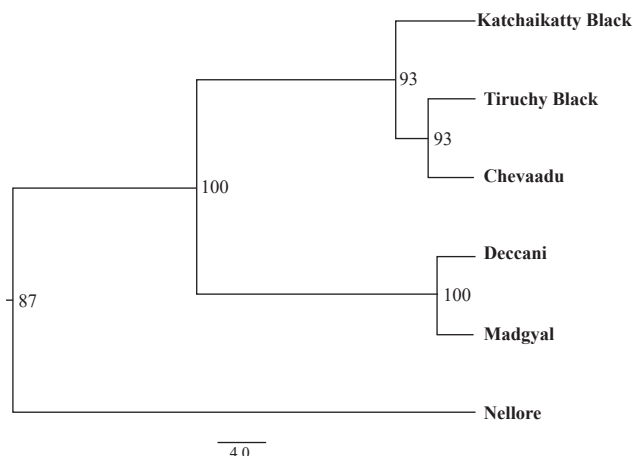 Katchaikatty Black
93
Tiruchy Black
93
Chevaadu
100
Deccani
100
87
Madgyal
Nellore
4.0